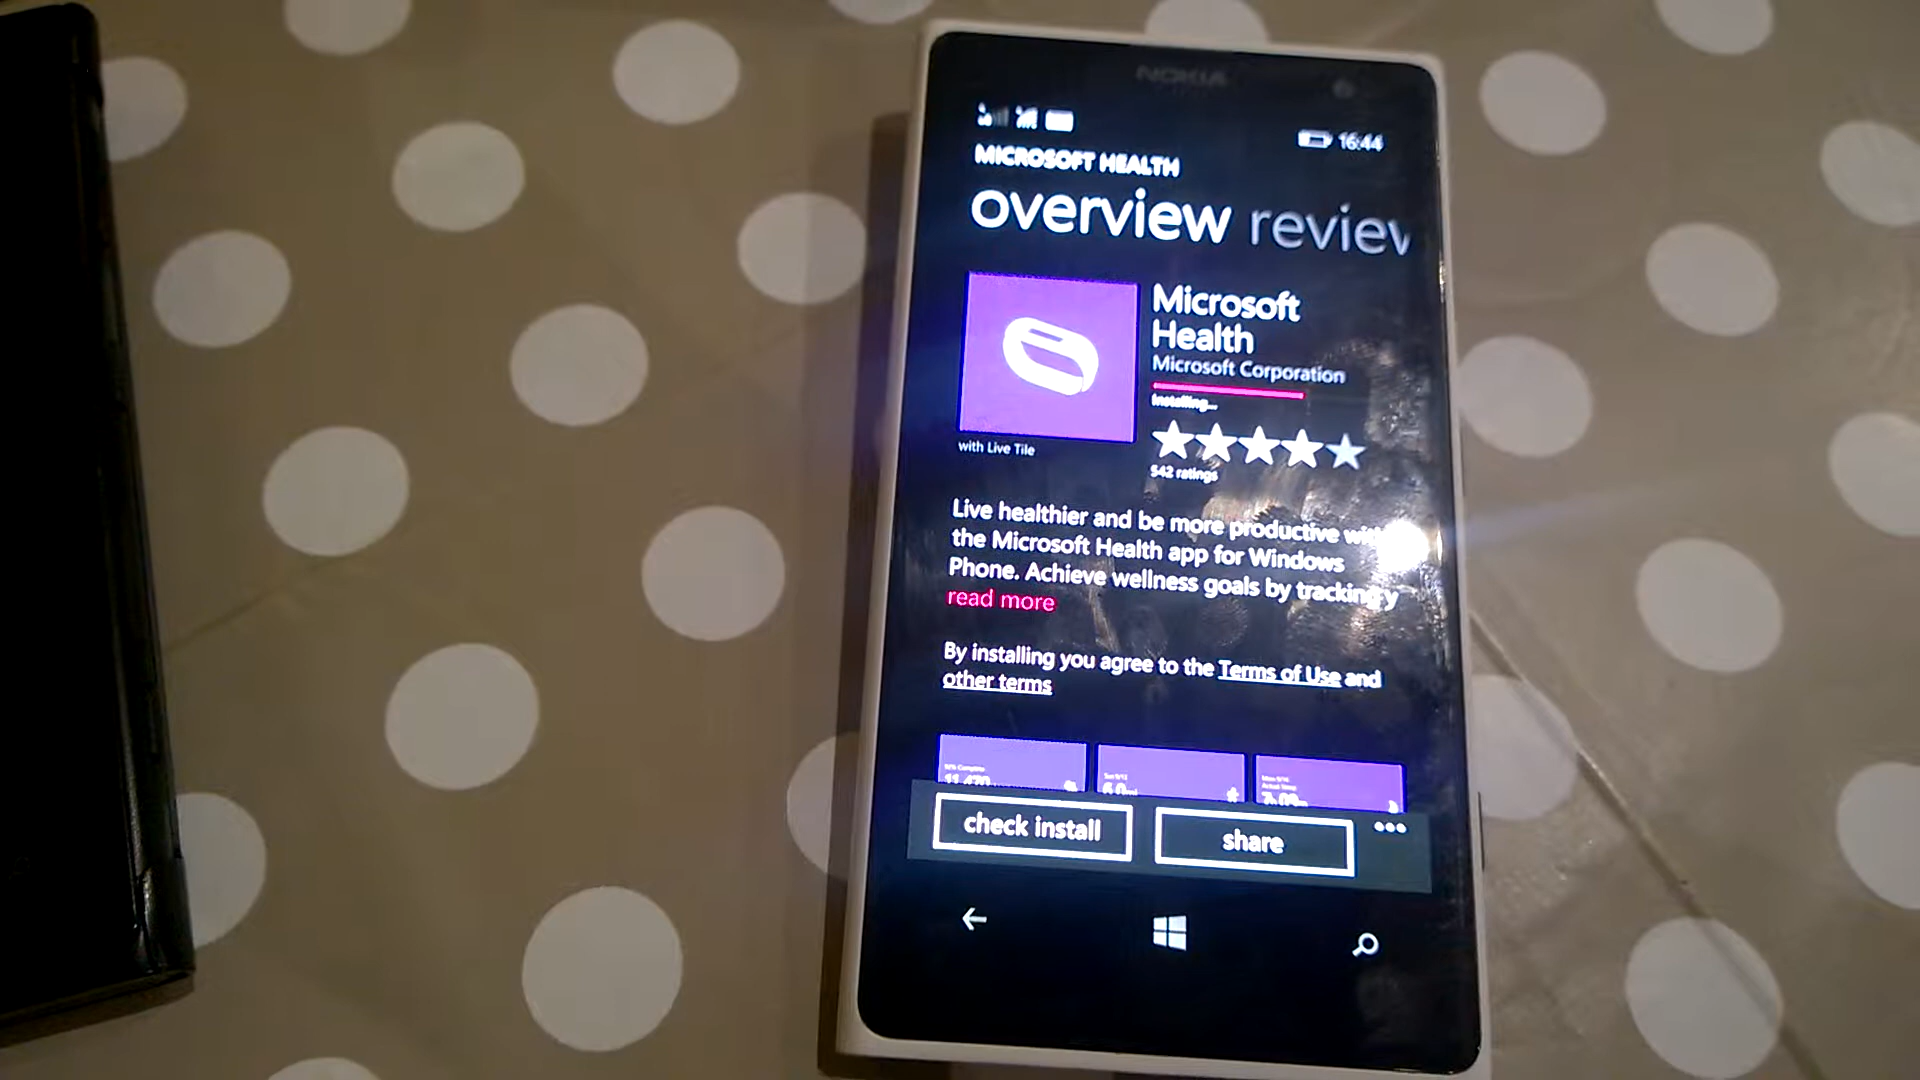 NOKIA
16:44
MICROSOFT HEALTH
overview review
Microsoft
Health
Microsoft Corporation
Installing...
with Live Tile
542 ratings
Live healthier and be more productive with
the Microsoft Health app for Windows
Phone. Achieve wellness goals by tracking y
read more
By installing you agree to the Terms of Use and
other terms
check install
share